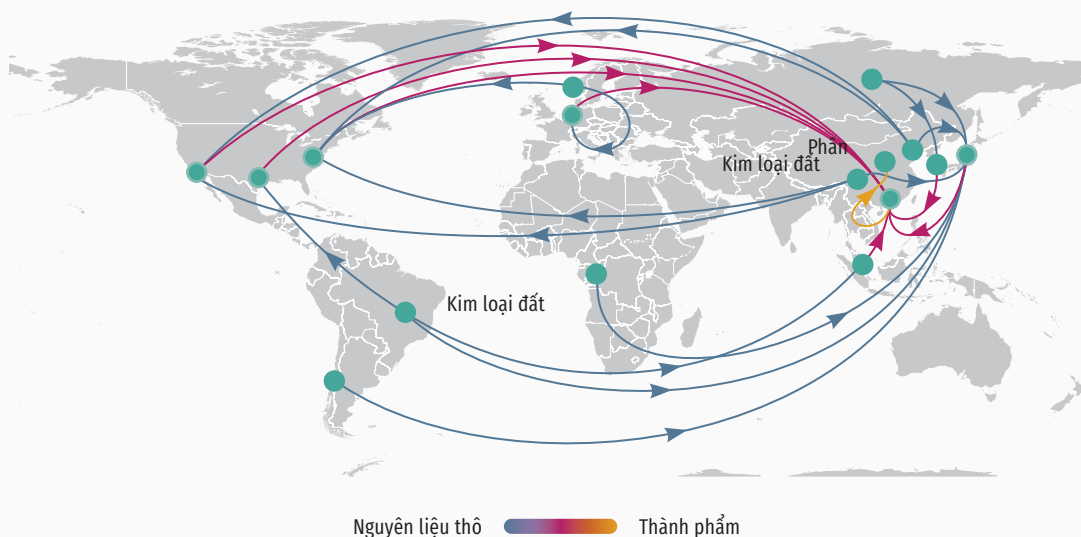 Phân
Kim loại đất
Kim loại đất
Nguyên liệu thô
Thành phẩm